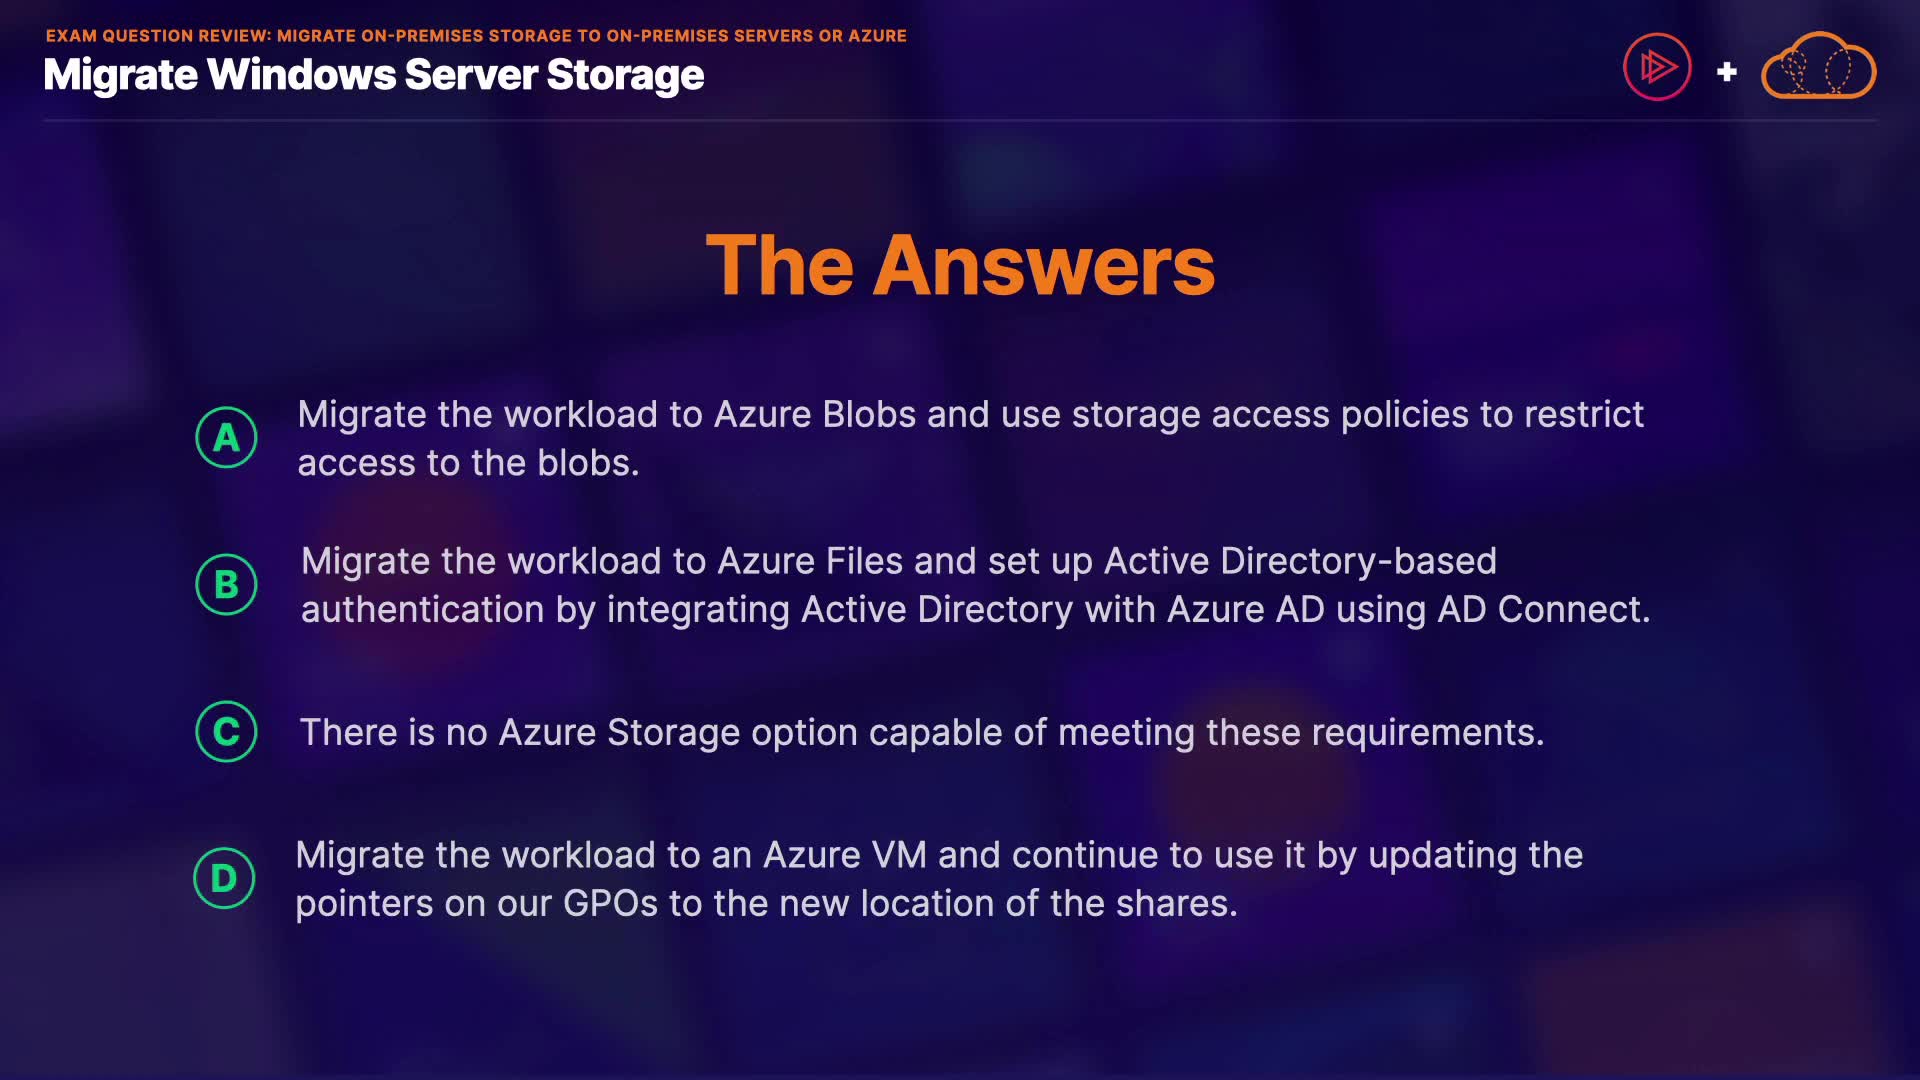 EXAM QUESTION REVIEW: MIGRATE ON-PREMISES STORAGE TO ON-PREMISES SERVERS OR AZURE
Migrate Windows Server Storage
+
The Answers
A
Migrate the workload to Azure Blobs and use storage access policies to restrict
access to the blobs.
B
Migrate the workload to Azure Files and set up Active Directory-based
authentication by integrating Active Directory with Azure AD using AD Connect.
C
There is no Azure Storage option capable of meeting these requirements.
D
Migrate the workload to an Azure VM and continue to use it by updating the
pointers on our GPOs to the new location of the shares.